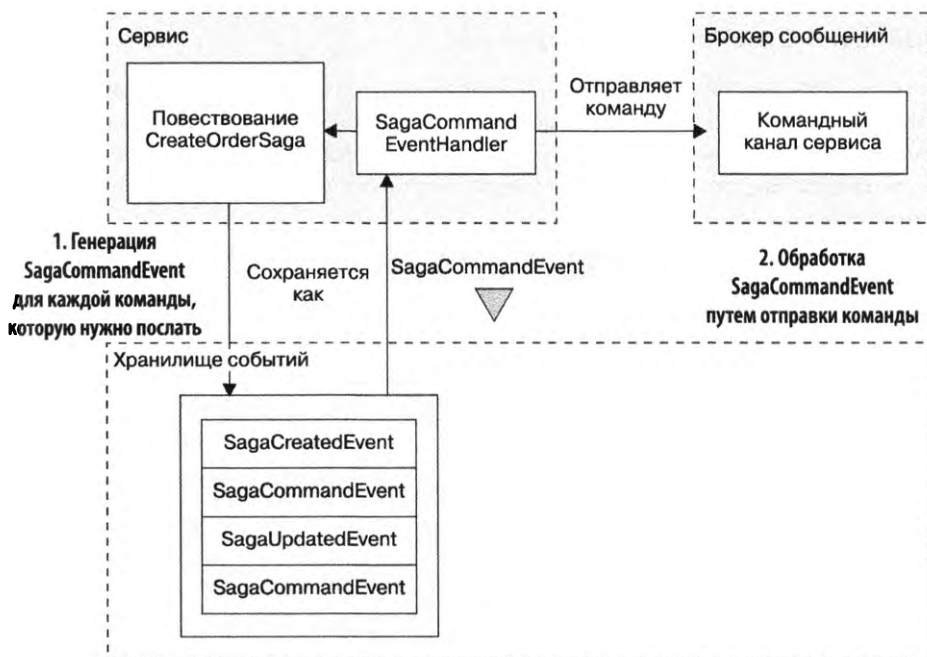 Сервис
Брокер сообщений
Повествование
CreateOrderSaga
SagaCommand
EventHandler
Отправляет
команду
Командный
канал сервиса
1. Генерация
SagaCommandEvent
для каждой команды,
которую нужно послать
Сохраняется
как
SagaCommandEvent
2. Обработка
SagaCommandEvent
путем отправки команды
Хранилище событий
SagaCreatedEvent
SagaCommandEvent
SagaUpdatedEvent
SagaCommandEvent